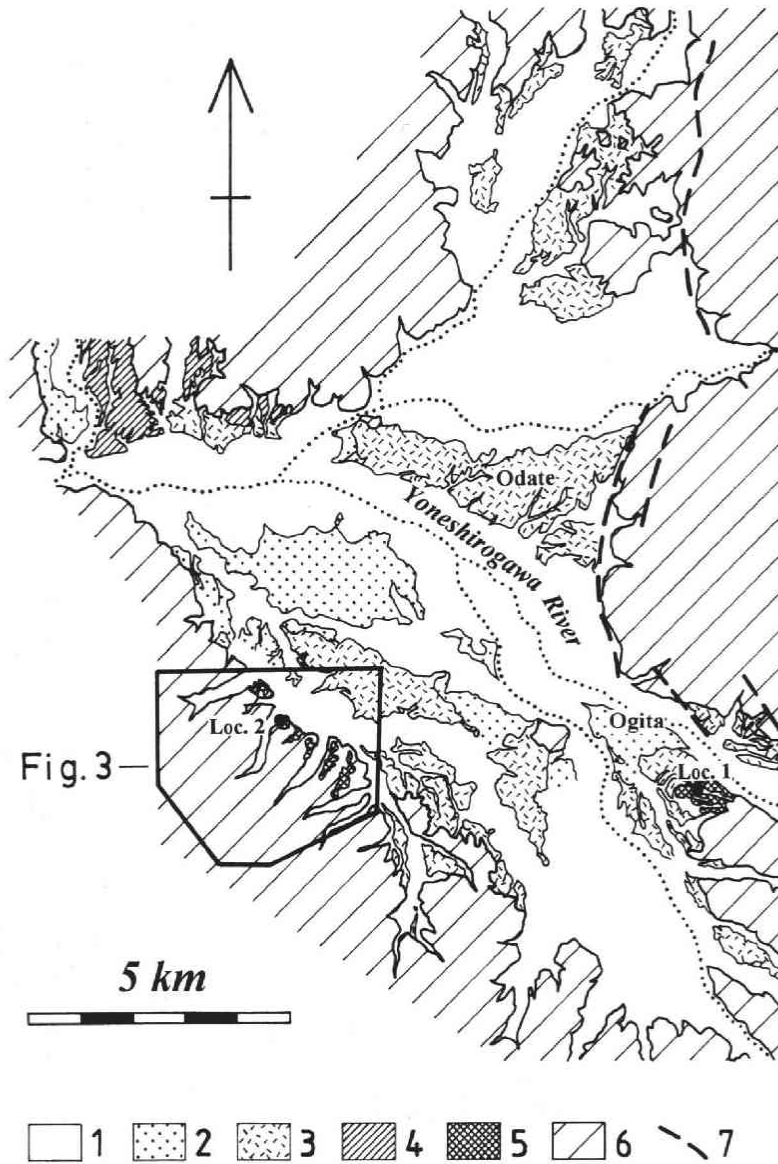 Odate
Yoneshirogawa River
Ogita
Loc. 2
Loc. 1
Fig. 3
5 km
1 2 3 4 5 6 7